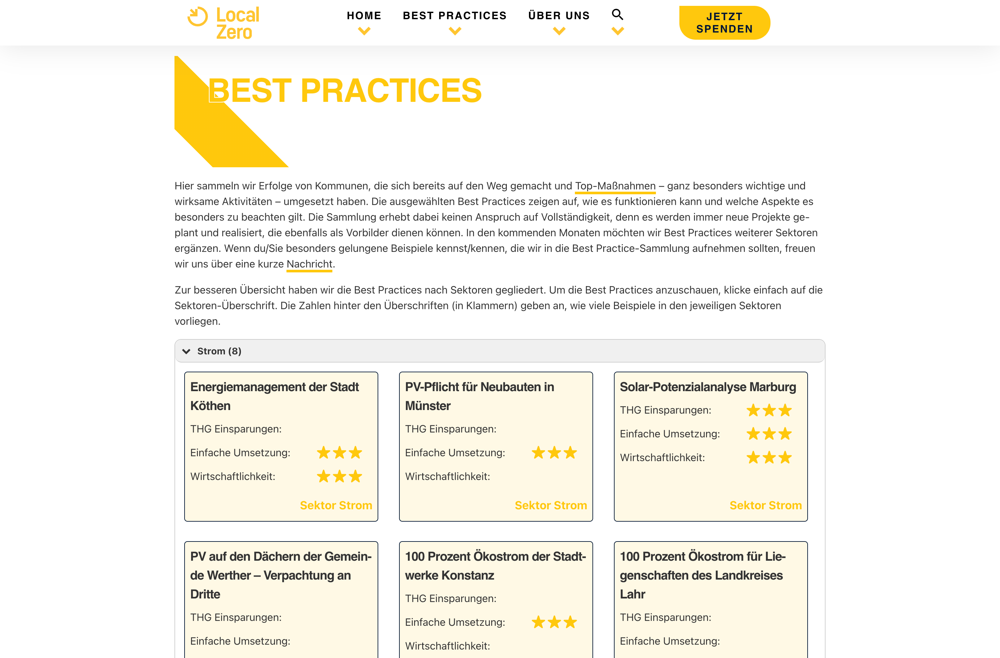 Local
Zero
HOME
BEST PRACTICES
ÜBER UNS
JETZT
SPENDEN
BEST PRACTICES
Hier sammeln wir Erfolge von Kommunen, die sich bereits auf den Weg gemacht und Top-Maßnahmen – ganz besonders wichtige und
wirksame Aktivitäten – umgesetzt haben. Die ausgewählten Best Practices zeigen auf, wie es funktionieren kann und welche Aspekte es
besonders zu beachten gilt. Die Sammlung erhebt dabei keinen Anspruch auf Vollständigkeit, denn es werden immer neue Projekte ge-
plant und realisiert, die ebenfalls als Vorbilder dienen können. In den kommenden Monaten möchten wir Best Practices weiterer Sektoren
ergänzen. Wenn du/Sie besonders gelungene Beispiele kennst/kennen, die wir in die Best Practice-Sammlung aufnehmen sollten, freuen
wir uns über eine kurze Nachricht.
Zur besseren Übersicht haben wir die Best Practices nach Sektoren gegliedert. Um die Best Practices anzuschauen, klicke einfach auf die
Sektoren-Überschrift. Die Zahlen hinter den Überschriften (in Klammern) geben an, wie viele Beispiele in den jeweiligen Sektoren
vorliegen.
Strom (8)
Energiemanagement der Stadt
Köthen
THG Einsparungen:
Einfache Umsetzung:
Wirtschaftlichkeit:
Sektor Strom
PV-Pflicht für Neubauten in
Münster
THG Einsparungen:
Einfache Umsetzung:
Wirtschaftlichkeit:
Sektor Strom
Solar-Potenzialanalyse Marburg
THG Einsparungen:
Einfache Umsetzung:
Wirtschaftlichkeit:
Sektor Strom
PV auf den Dächern der Gemein-
de Werther – Verpachtung an
Dritte
THG Einsparungen:
Einfache Umsetzung:
100 Prozent Ökostrom der Stadt-
werke Konstanz
THG Einsparungen:
Einfache Umsetzung:
Wirtschaftlichkeit:
100 Prozent Ökostrom für Lie-
genschaften des Landkreises
Lahr
THG Einsparungen:
Einfache Umsetzung: